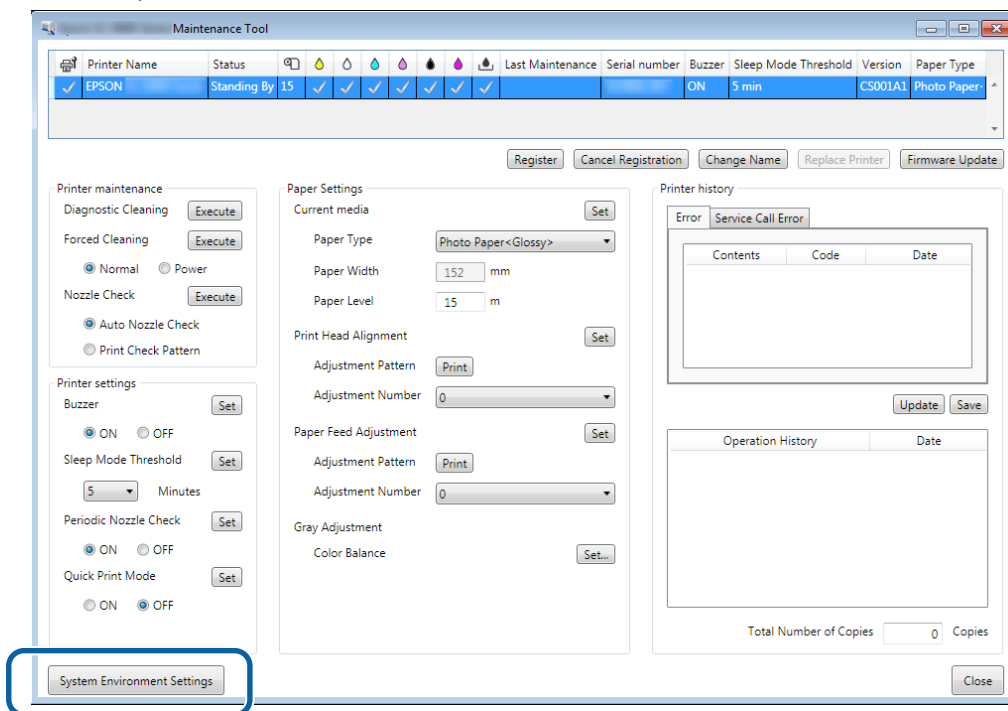 Maintenance Tool
Printer Name Status Last Maintenance Serial number Buzzer Sleep Mode Threshold Version Paper Type
EPSON Standing By 15 ON 5 min CS001A1 Photo Paper
Register Cancel Registration Change Name Replace Printer Firmware Update
Printer maintenance
Diagnostic Cleaning Execute
Forced Cleaning Execute
Normal Power
Nozzle Check Execute
Auto Nozzle Check
Print Check Pattern
Printer settings
Buzzer Set
ON OFF
Sleep Mode Threshold Set
5 Minutes
Periodic Nozzle Check Set
ON OFF
Quick Print Mode Set
ON OFF
Paper Settings
Current media Set
Paper Type Photo Paper<Glossy>
Paper Width 152 mm
Paper Level 15 m
Print Head Alignment Set
Adjustment Pattern Print
Adjustment Number 0
Paper Feed Adjustment Set
Adjustment Pattern Print
Adjustment Number 0
Gray Adjustment
Color Balance Set...
Printer history
Error Service Call Error
Contents Code Date
Update Save
Operation History Date
Total Number of Copies 0 Copies
System Environment Settings Close